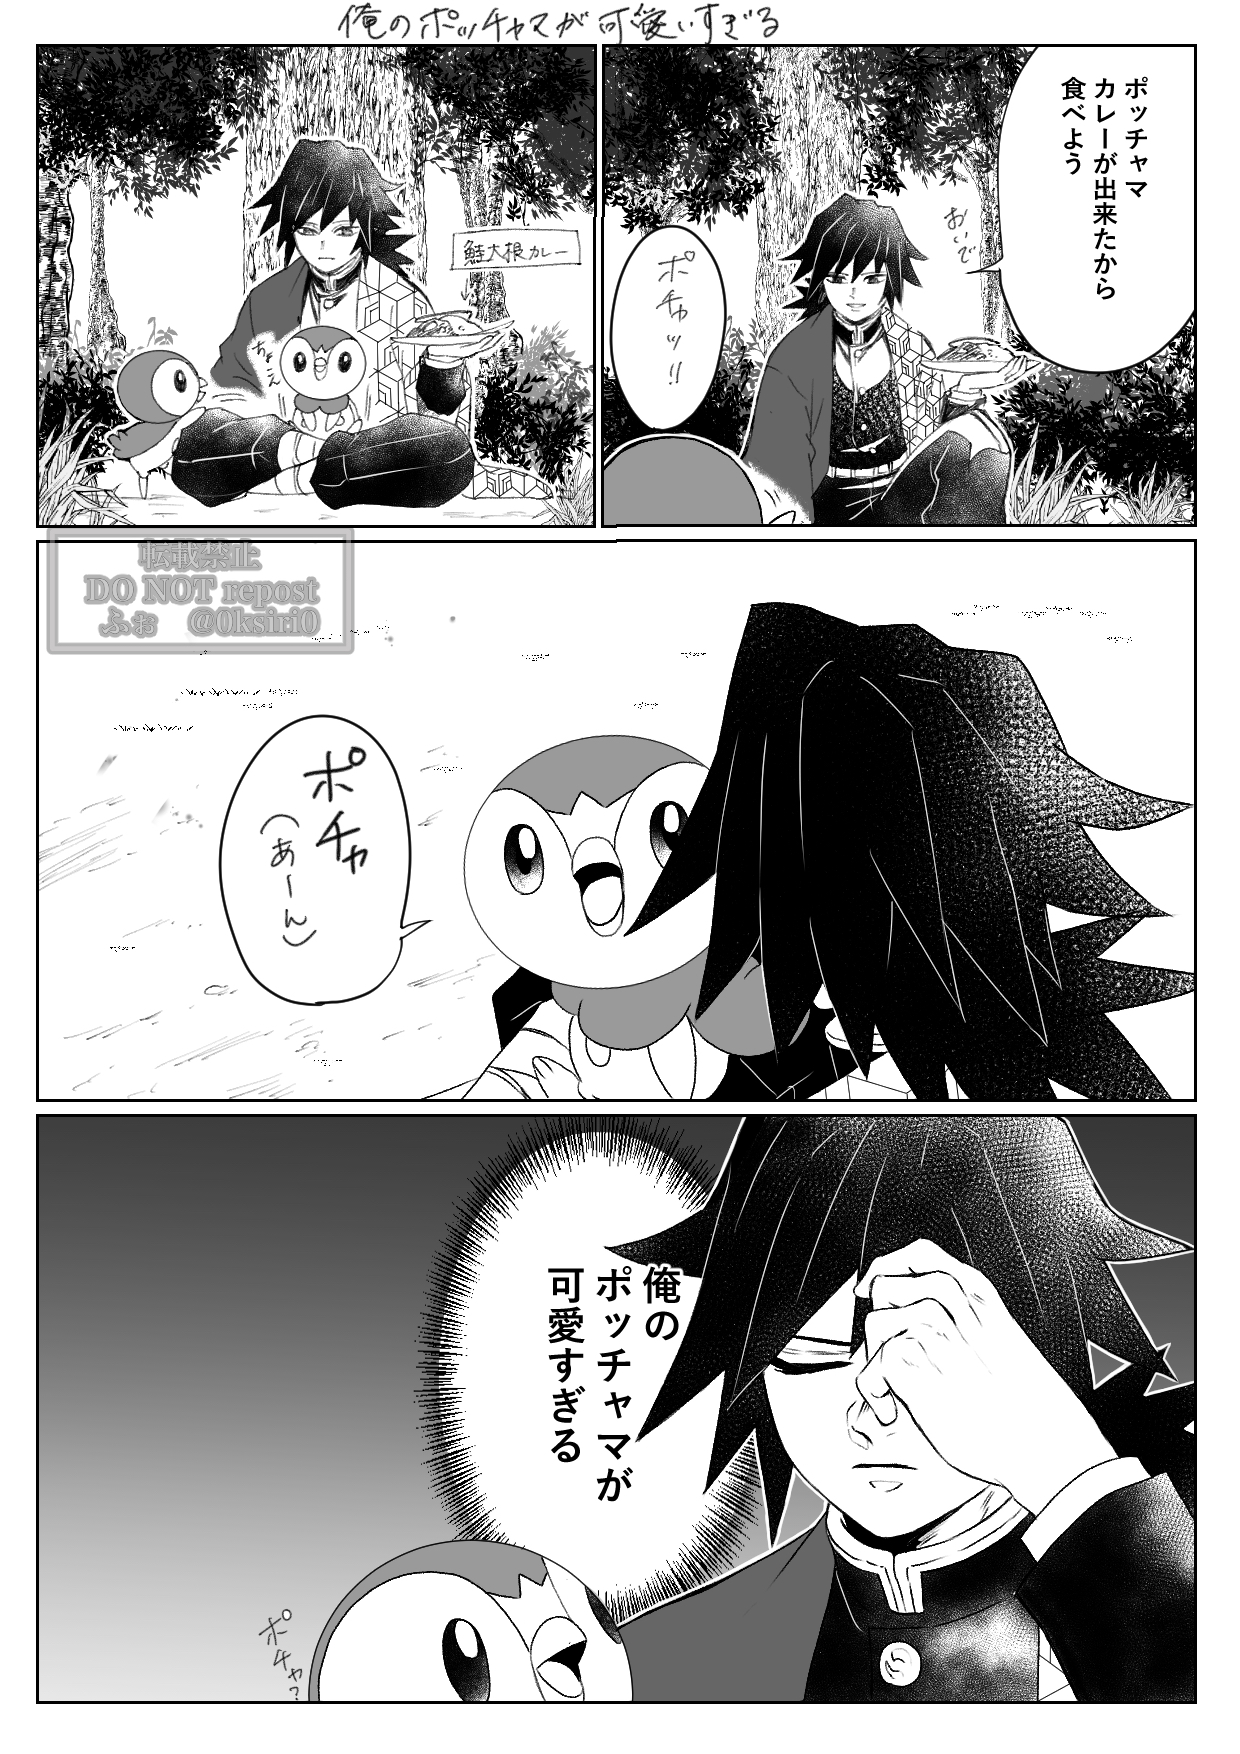 俺のポッチャマが可愛いすぎる
ポッチャマ
カレーが出来たから
食べよう
おいで
ポチャッ!!
鮭大根カレー
ちょこん
転載禁止
DO NOT repost
ふぉ @0ksiri0
ポチャ
(あーん)
俺の
ポッチャマが
可愛すぎる
ポチャ?